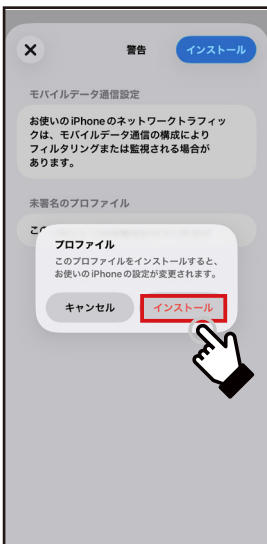 警告
インストール
モバイルデータ通信設定
お使いのiPhoneのネットワークトラフィッ
クは、モバイルデータ通信の構成により
フィルタリングまたは監視される場合が
あります。
未署名のプロファイル
プロファイル
このプロファイルをインストールすると、
お使いのiPhoneの設定が変更されます。
キャンセル
インストール